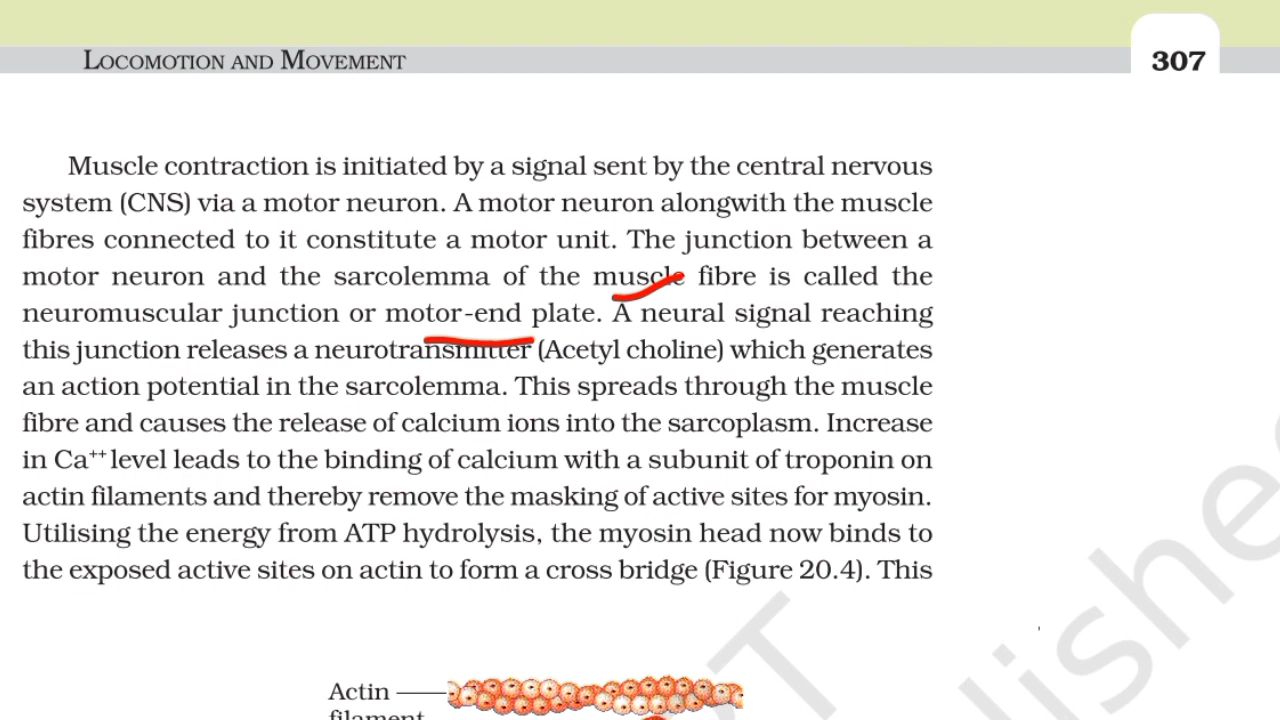 LOCOMOTION AND MOVEMENT
307
Muscle contraction is initiated by a signal sent by the central nervous
system (CNS) via a motor neuron. A motor neuron alongwith the muscle
fibres connected to it constitute a motor unit. The junction between a
motor neuron and the sarcolemma of the muscle fibre is called the
neuromuscular junction or motor-end plate. A neural signal reaching
this junction releases a neurotransmitter (Acetyl choline) which generates
an action potential in the sarcolemma. This spreads through the muscle
fibre and causes the release of calcium ions into the sarcoplasm. Increase
in Ca⁺⁺ level leads to the binding of calcium with a subunit of troponin on
actin filaments and thereby remove the masking of active sites for myosin.
Utilising the energy from ATP hydrolysis, the myosin head now binds to
the exposed active sites on actin to form a cross bridge (Figure 20.4). This
Actin
filament